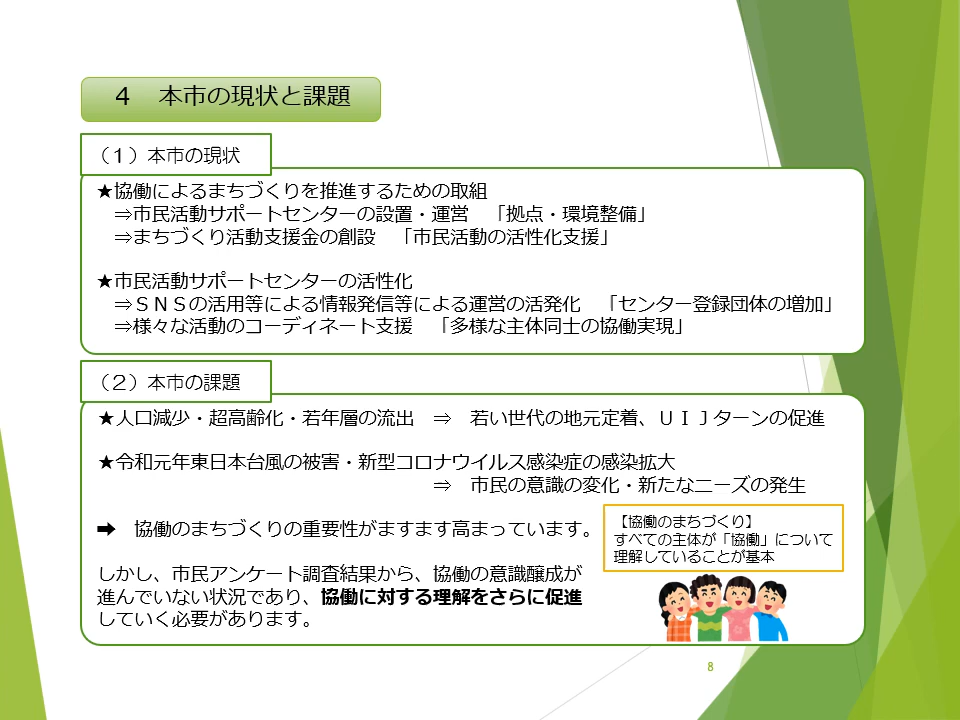 ４　本市の現状と課題
（１）本市の現状
★協働によるまちづくりを推進するための取組
⇒市民活動サポートセンターの設置・運営　「拠点・環境整備」
⇒まちづくり活動支援金の創設　「市民活動の活性化支援」
★市民活動サポートセンターの活性化
⇒ＳＮＳの活用等による情報発信等による運営の活発化　「センター登録団体の増加」
⇒様々な活動のコーディネート支援　「多様な主体同士の協働実現」
（２）本市の課題
★人口減少・超高齢化・若年層の流出　⇒　若い世代の地元定着、ＵＩＪターンの促進
★令和元年東日本台風の被害・新型コロナウイルス感染症の感染拡大
⇒　市民の意識の変化・新たなニーズの発生
➡　協働のまちづくりの重要性がますます高まっています。
【協働のまちづくり】
すべての主体が「協働」について
理解していることが基本
しかし、市民アンケート調査結果から、協働の意識醸成が
進んでいない状況であり、協働に対する理解をさらに促進
していく必要があります。
8